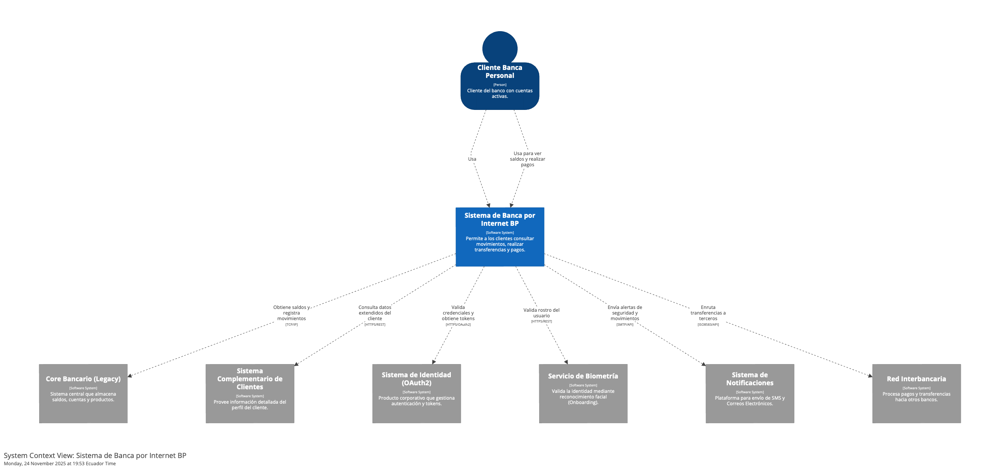 Cliente Banca
Personal
[Person]
Cliente del banco con cuentas
activas.
Usa
Usa para ver
saldos y realizar
pagos
Sistema de Banca por
Internet BP
[Software System]
Permite a los clientes consultar
movimientos, realizar
transferencias y pagos.
Obtiene saldos y
registra
movimientos
[TCP/IP]
Consulta datos
extendidos del
cliente
[HTTPS/REST]
Valida
credenciales y
obtiene tokens
[HTTPS/OAuth2]
Valida rostro del
usuario
[HTTPS/REST]
Envía alertas de
seguridad y
movimientos
[SMTP/API]
Enruta
transferencias a
terceros
[ISO8583/API]
Core Bancario (Legacy)
[Software System]
Sistema central que almacena
saldos, cuentas y productos.
Sistema
Complementario de
Clientes
[Software System]
Provee información detallada del
perfil del cliente.
Sistema de Identidad
(OAuth2)
[Software System]
Producto corporativo que gestiona
autenticación y tokens.
Servicio de Biometría
[Software System]
Valida la identidad mediante
reconocimiento facial
(Onboarding).
Sistema de
Notificaciones
[Software System]
Plataforma para envío de SMS y
Correos Electrónicos.
Red Interbancaria
[Software System]
Procesa pagos y transferencias
hacia otros bancos.
System Context View: Sistema de Banca por Internet BP
Monday, 24 November 2025 at 19:53 Ecuador Time